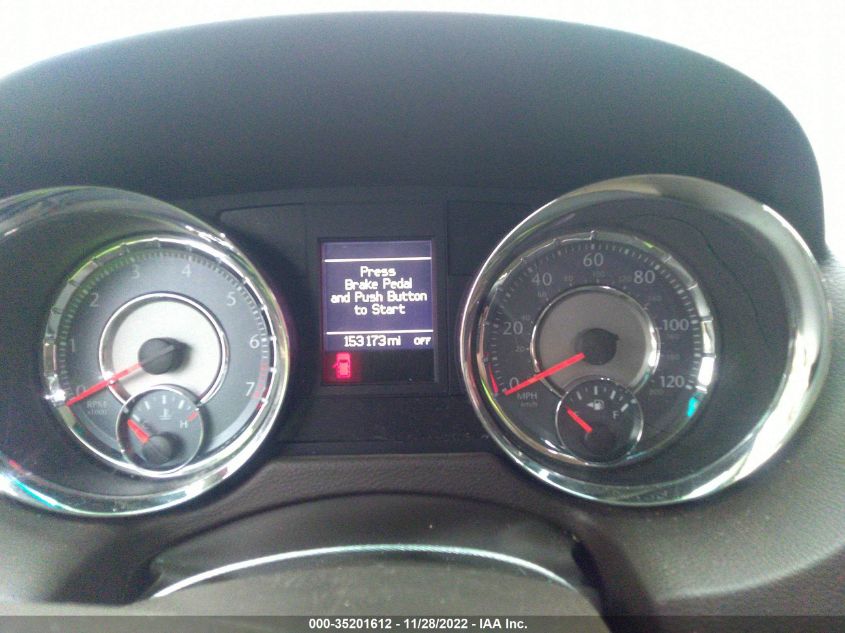 Press
Brake Pedal
and Push Button
to Start
153173mi OFF
0 1 2 3 4 5 6 7
RPM
x1000
H
0 20 40 60 80 100 120
MPH
km/h
F
000-35201612 - 11/28/2022 - IAA Inc.